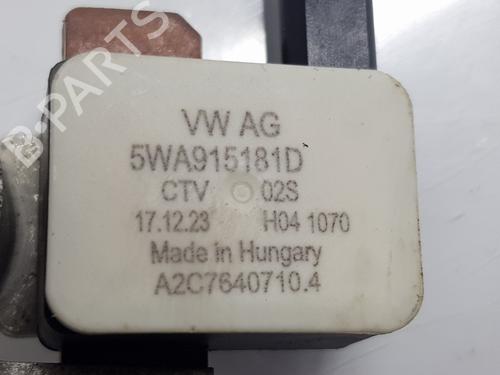 VW AG
5WA915181D
CTV 02S
17.12.23 H04 1070
Made in Hungary
A2C7640710.4
B-PARTS